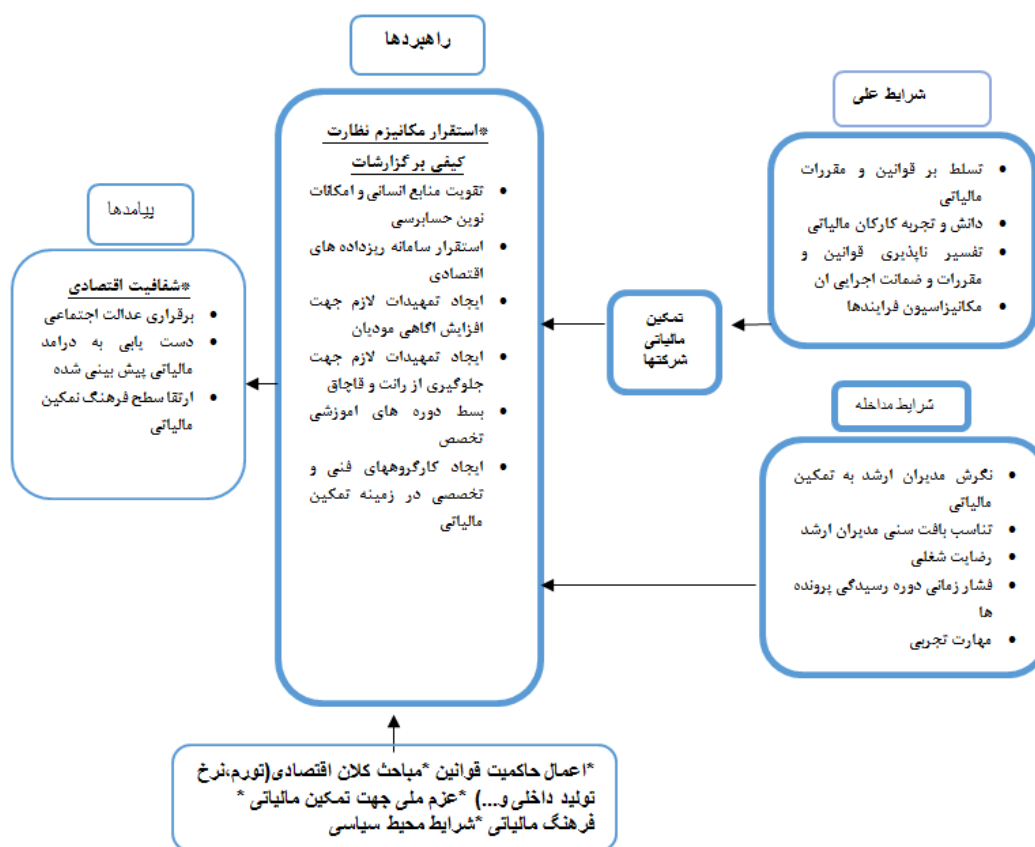 راهبردها
شرایط علی
*استقرار مکانیزم نظارت
کیفی بر گزارشات
تقویت منابع انسانی و امکانات
نوین حسابرسی
استقرار سامانه ریزداده های
اقتصادی
ایجاد تمهیدات لازم جهت
افزایش اگاهی مودیان
ایجاد تمهیدات لازم جهت
جلوگیری از رانت و قاچاق
بسط دوره های اموزشی
تخصص
ایجاد کارگروههای فنی و
تخصصی در زمینه تمکین
مالیاتی
تسلط بر قوانین و مقررات
مالیاتی
دانش و تجربه کارکان مالیاتی
تفسیر ناپذیری قوانین و
مقررات و ضمانت اجرایی ان
مکانیزاسیون فرایندها
تمکین
مالیاتی
شرکتها
پیامدها
*شفافیت اقتصادی
برقراری عدالت اجتماعی
دست یابی به درامد
مالیاتی پیش بینی شده
ارتقا سطح فرهنگ نمکین
مالیاتی
شرایط مداخله
نگرش مدیران ارشد به تمکین
مالیاتی
تناسب بافت سنی مدیران ارشد
رضایت شغلی
فشار زمانی دوره رسیدگی پرونده
ها
مهارت تجربی
*اعمال حاکمیت قوانین *مباحث کلان اقتصادی(تورم،نرخ
تولید داخلی و...) *عزم ملی جهت تمکین مالیاتی *
فرهنگ مالیاتی *شرایط محیط سیاسی